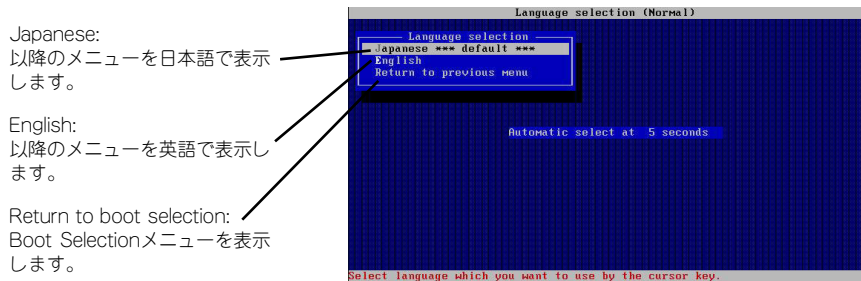 Japanese:
以降のメニューを日本語で表示
します。
English:
以降のメニューを英語で表示し
ます。
Return to boot selection:
Boot Selectionメニューを表示
します。
Language selection (Normal)
Language selection
Japanese *** default ***
English
Return to previous menu
Automatic select at 5 seconds
Select language which you want to use by the cursor key.